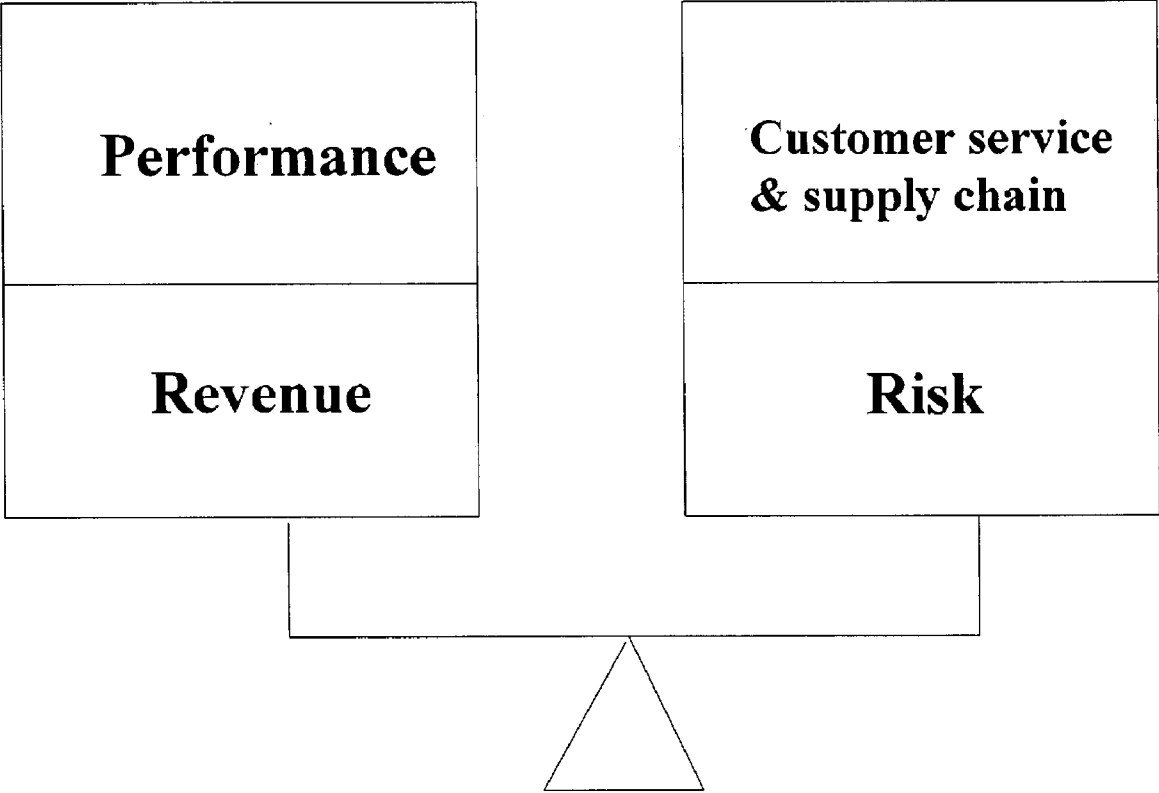 Performance
Revenue
Customer service
& supply chain
Risk